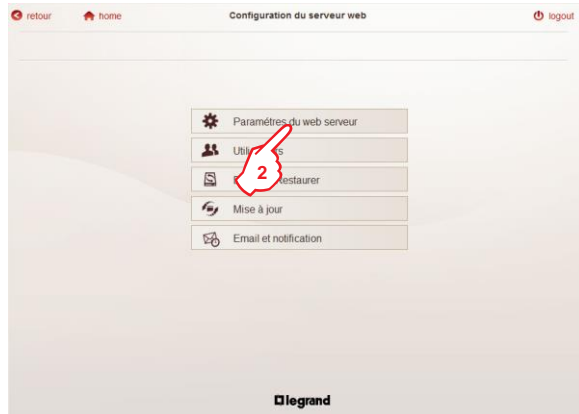 retour home Configuration du serveur web logout
Paramétres du web serveur
2
Mise à jour
Email et notification
legrand